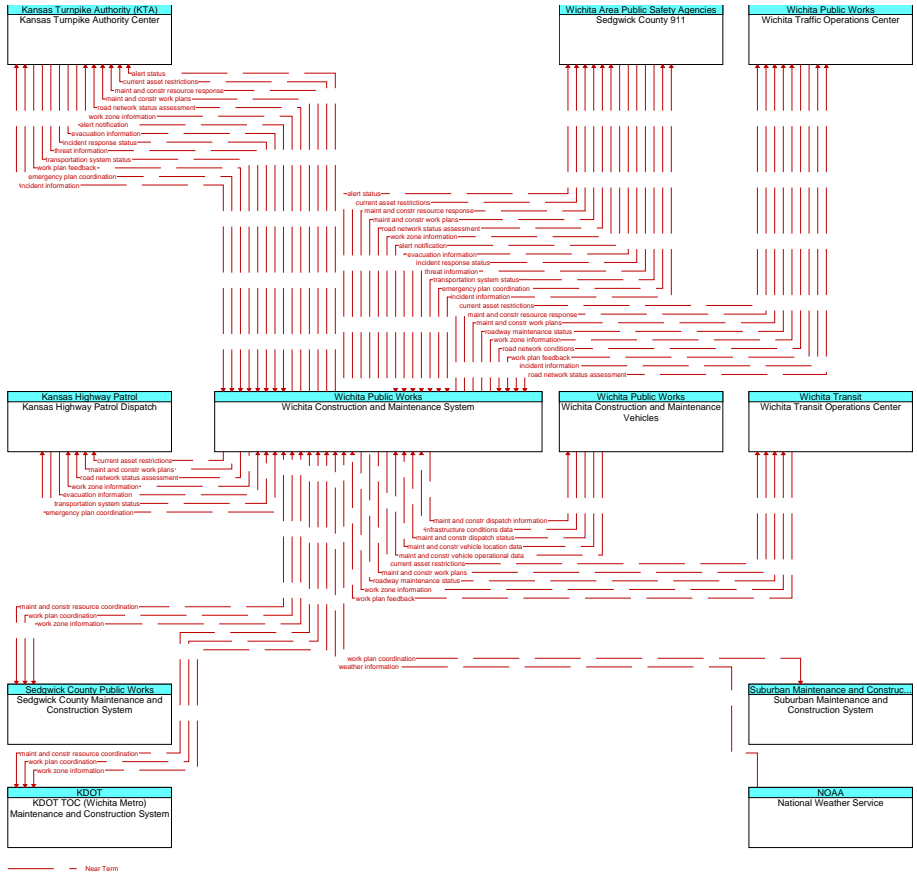 Kansas Turnpike Authority (KTA)
Kansas Turnpike Authority Center
Wichita Area Public Safety Agencies
Sedgwick County 911
Wichita Public Works
Wichita Traffic Operations Center
alert status
current asset restrictions
maint and constr resource response
maint and constr work plans
road network status assessment
work zone information
alert notification
evacuation information
incident response status
threat information
transportation system status
work plan feedback
emergency plan coordination
incident information
alert status
current asset restrictions
maint and constr resource response
maint and constr work plans
road network status assessment
work zone information
alert notification
evacuation information
incident response status
threat information
transportation system status
emergency plan coordination
incident information
current asset restrictions
maint and constr resource response
maint and constr work plans
roadway maintenance status
work zone information
road network conditions
work plan feedback
incident information
road network status assessment
Kansas Highway Patrol
Kansas Highway Patrol Dispatch
Wichita Public Works
Wichita Construction and Maintenance System
Wichita Public Works
Wichita Construction and Maintenance
Vehicles
Wichita Transit
Wichita Transit Operations Center
current asset restrictions
maint and constr work plans
road network status assessment
work zone information
evacuation information
transportation system status
emergency plan coordination
maint and constr dispatch information
infrastructure conditions data
maint and constr dispatch status
maint and constr vehicle location data
maint and constr vehicle operational data
current asset restrictions
maint and constr work plans
roadway maintenance status
work zone information
work plan feedback
maint and constr resource coordination
work plan coordination
work zone information
work plan coordination
weather information
Sedgwick County Public Works
Sedgwick County Maintenance and
Construction System
Suburban Maintenance and Construc...
Suburban Maintenance and
Construction System
maint and constr resource coordination
work plan coordination
work zone information
KDOT
KDOT TOC (Wichita Metro)
Maintenance and Construction System
NOAA
National Weather Service
Near Term